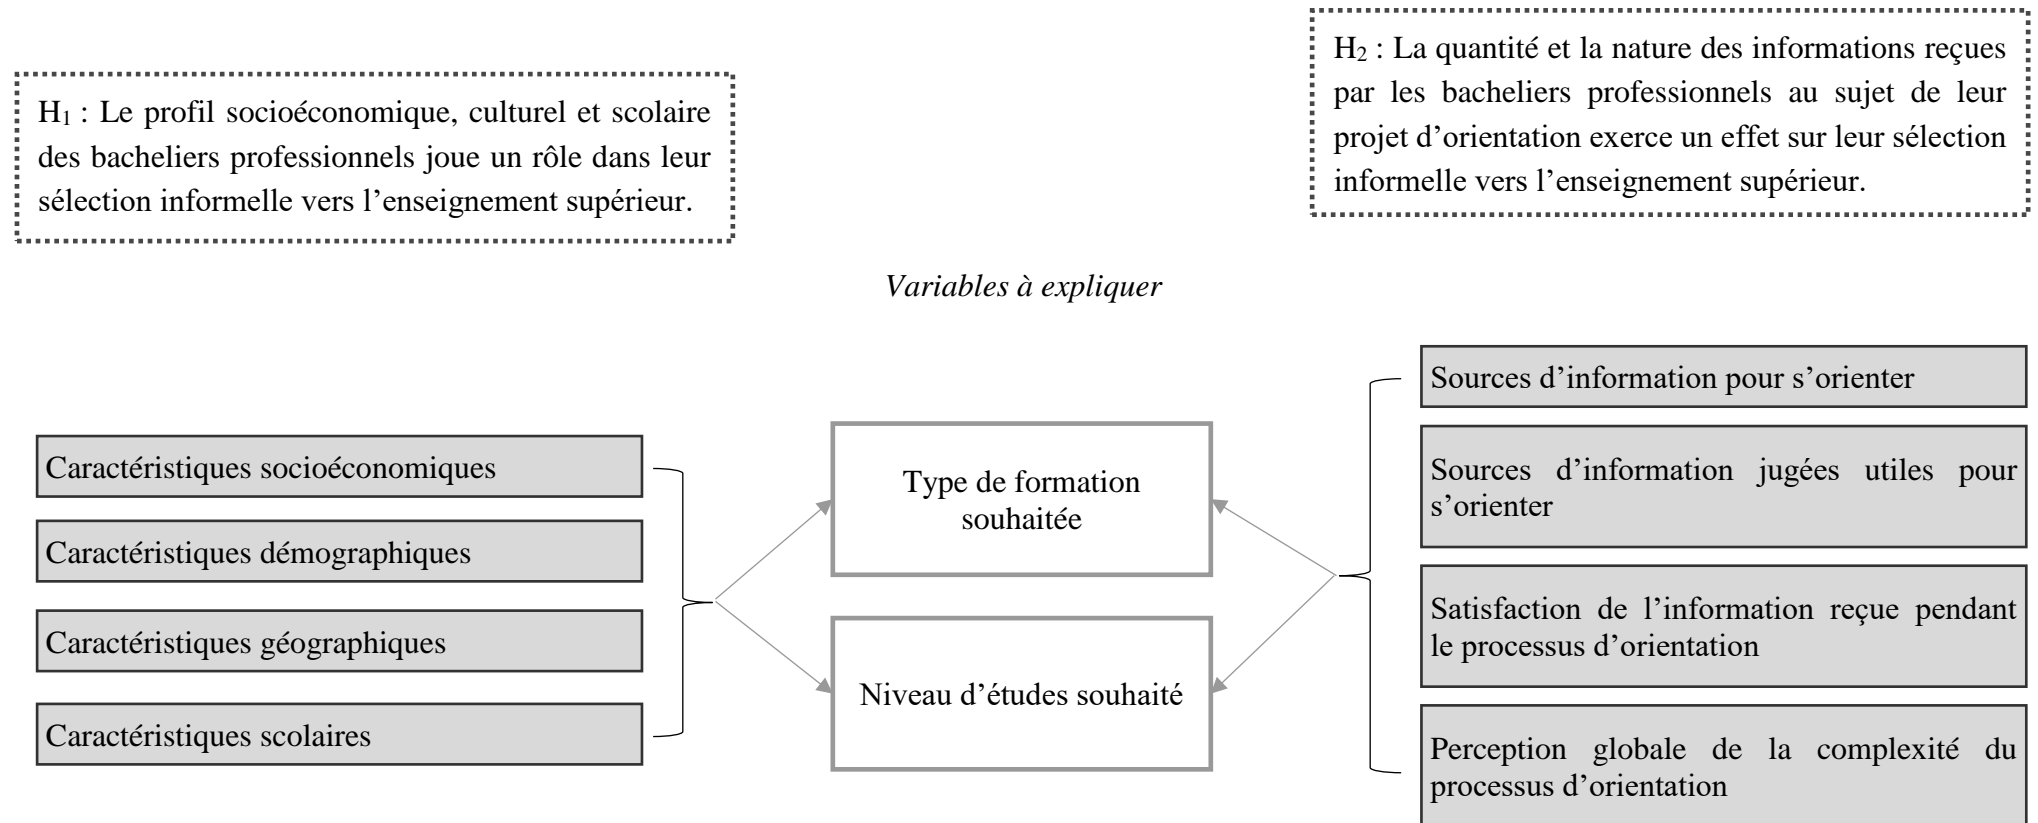 H₁ : Le profil socioéconomique, culturel et scolaire
des bacheliers professionnels joue un rôle dans leur
sélection informelle vers l’enseignement supérieur.
H₂ : La quantité et la nature des informations reçues
par les bacheliers professionnels au sujet de leur
projet d’orientation exerce un effet sur leur sélection
informelle vers l’enseignement supérieur.
Variables à expliquer
Caractéristiques socioéconomiques
Caractéristiques démographiques
Caractéristiques géographiques
Caractéristiques scolaires
Type de formation
souhaitée
Niveau d’études souhaité
Sources d’information pour s’orienter
Sources d’information jugées utiles pour
s’orienter
Satisfaction de l’information reçue pendant
le processus d’orientation
Perception globale de la complexité du
processus d’orientation